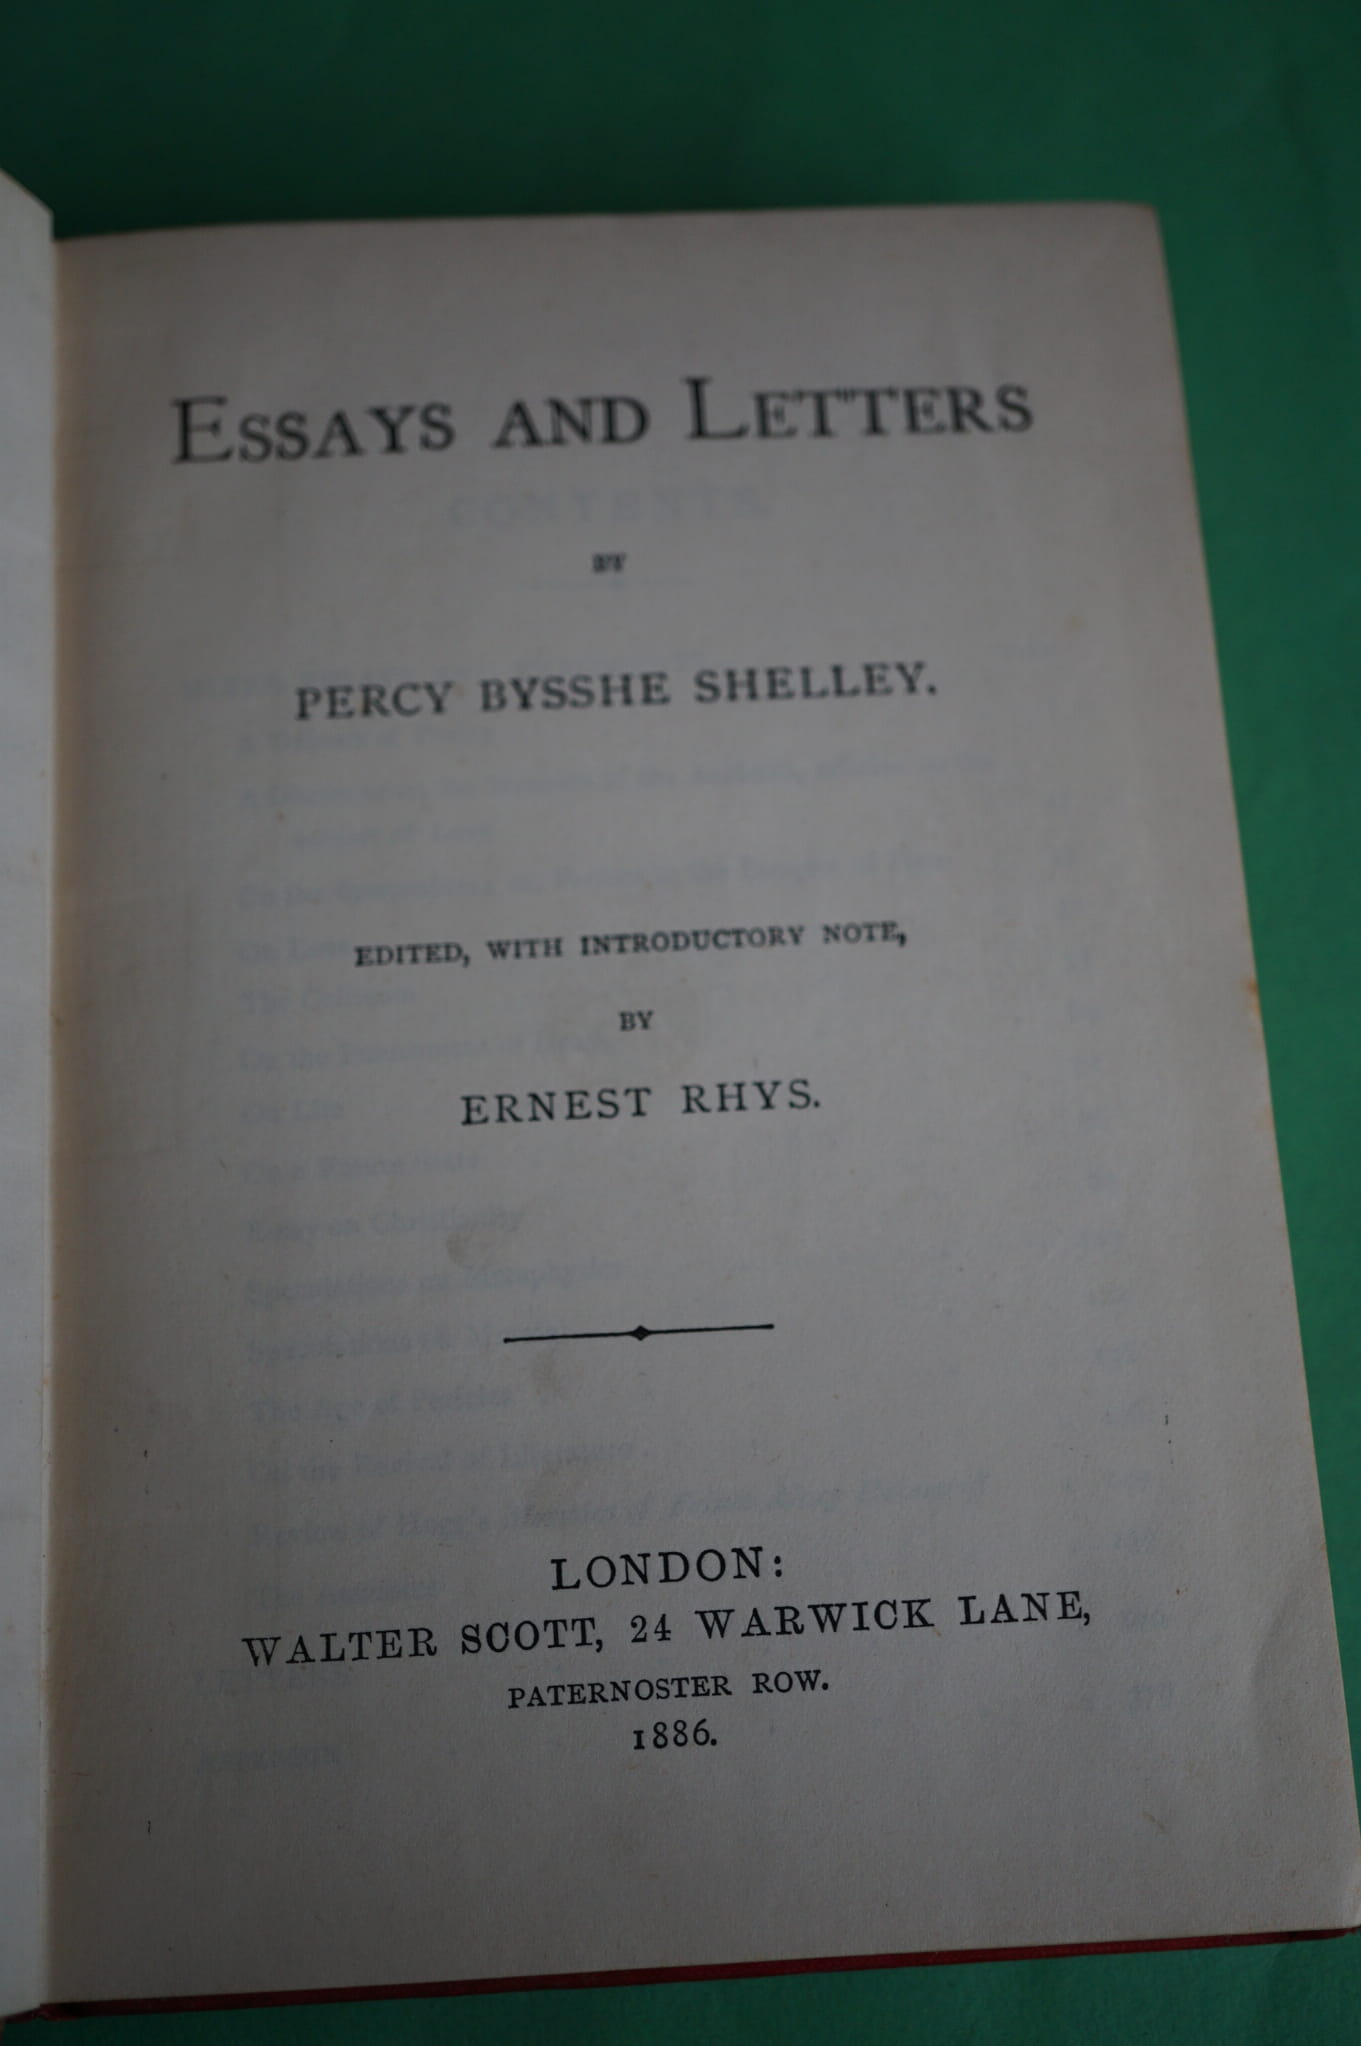 ESSAYS AND LETTERS
BY
PERCY BYSSHE SHELLEY.
EDITED, WITH INTRODUCTORY NOTE,
BY
ERNEST RHYS.
LONDON:
WALTER SCOTT, 24 WARWICK LANE,
PATERNOSTER ROW.
1886.